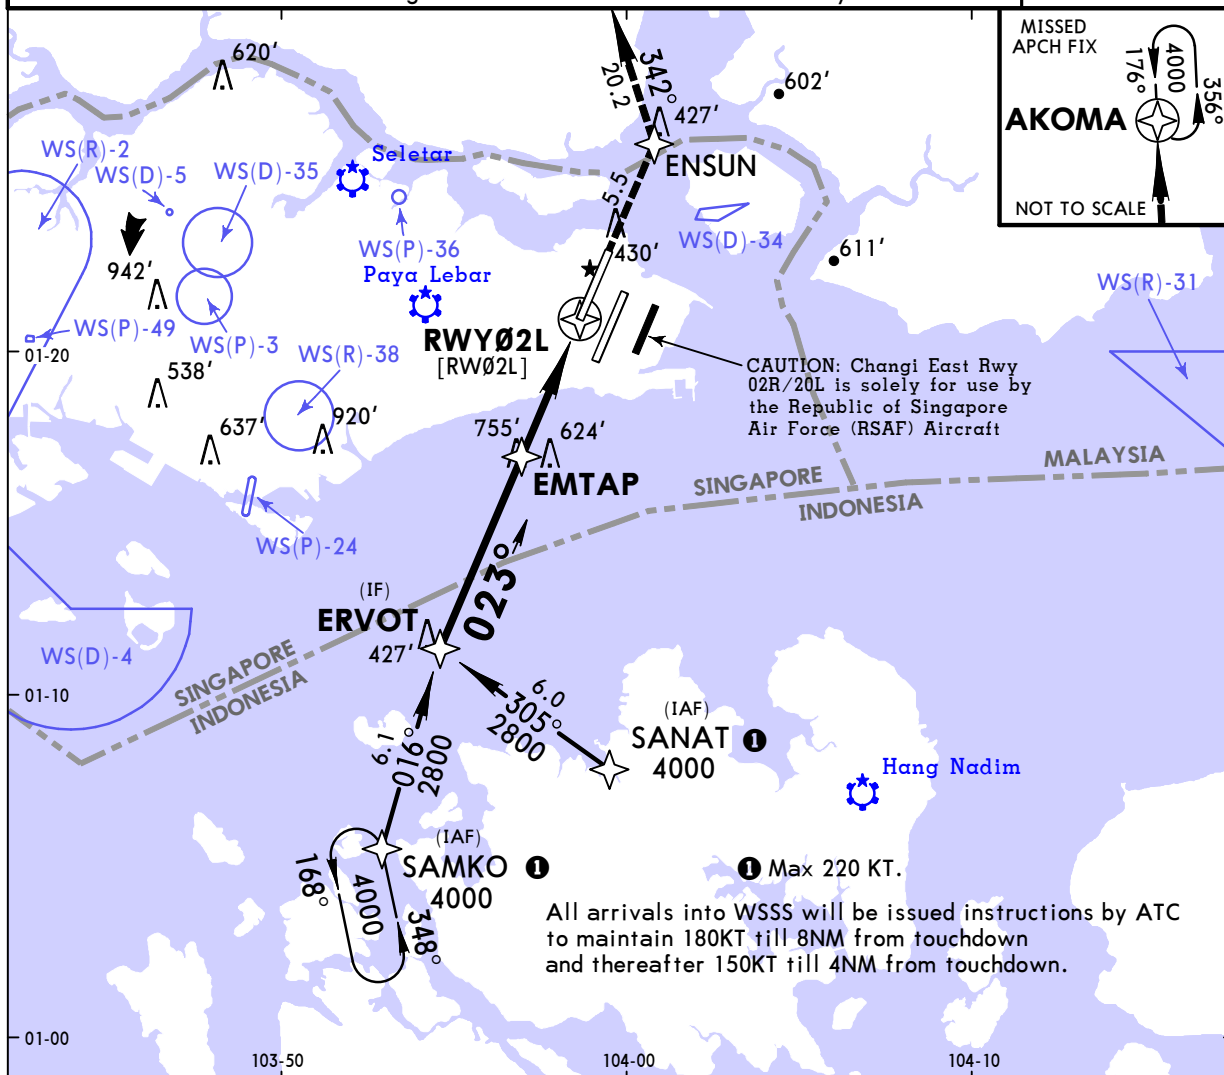 MISSED
APCH FIX
4000
176°
356°
AKOMA
NOT TO SCALE
620'
342°
20.2
602'
427'
ENSUN
WS(R)-2
WS(D)-5
WS(D)-35
Seletar
5.5
WS(P)-36
430'
WS(D)-34
611'
942'
Paya Lebar
WS(R)-31
WS(P)-49
WS(P)-3
RWYØ2L
[RWØ2L]
01-20
WS(R)-38
538'
CAUTION: Changi East Rwy
02R/20L is solely for use by
the Republic of Singapore
Air Force (RSAF) Aircraft
637'
920'
755'
624'
EMTAP
SINGAPORE
MALAYSIA
INDONESIA
WS(P)-24
023°
(IF)
ERVOT
427'
WS(D)-4
SINGAPORE
INDONESIA
01-10
6.0
305°
2800
(IAF)
SANAT 1
4000
6.1
016°
2800
Hang Nadim
(IAF)
SAMKO 1
4000
168°
4000
348°
1 Max 220 KT.
All arrivals into WSSS will be issued instructions by ATC
to maintain 180KT till 8NM from touchdown
and thereafter 150KT till 4NM from touchdown.
01-00
103-50
104-00
104-10